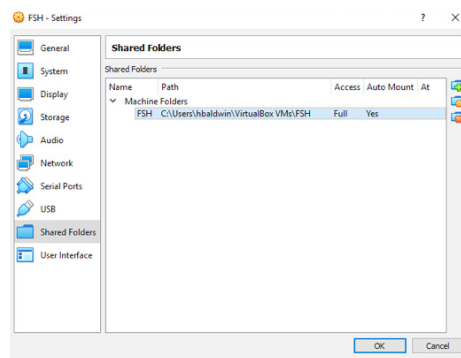 FSH - Settings ? ×
General
System
Display
Storage
Audio
Network
Serial Ports
USB
Shared Folders
User Interface
Shared Folders
Shared Folders
Name Path Access Auto Mount At
Machine Folders
FSH C:\Users\hbaldwin\VirtualBox VMs\FSH Full Yes
OK Cancel